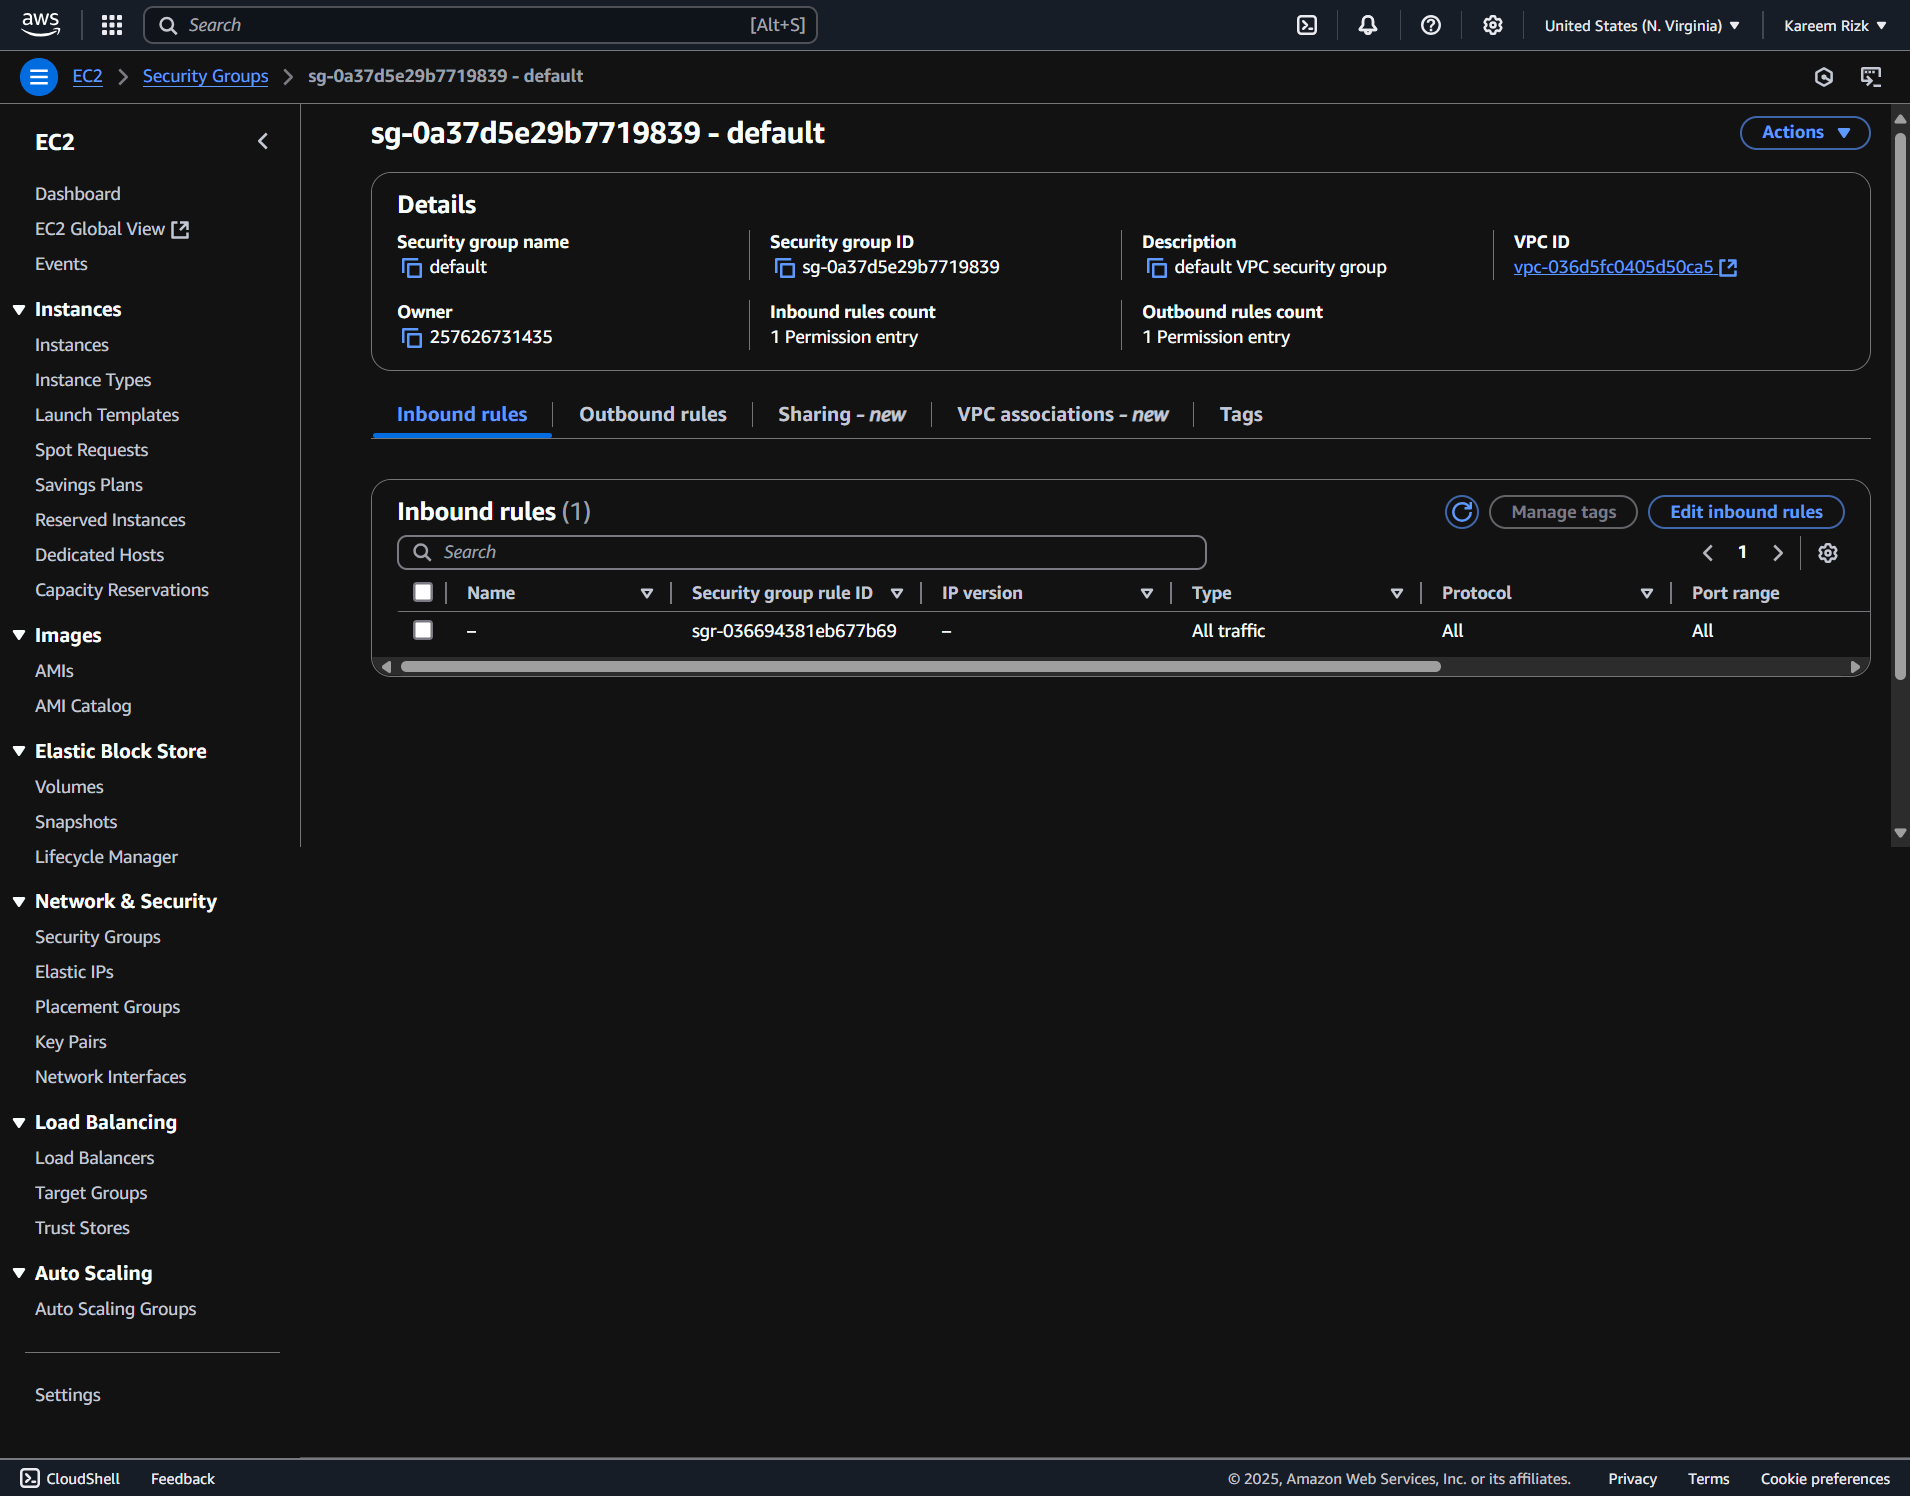 aws
Search [Alt+S]
United States (N. Virginia)
Kareem Rizk
EC2
Security Groups
sg-0a37d5e29b7719839 - default
EC2
Dashboard
EC2 Global View
Events
Instances
Instances
Instance Types
Launch Templates
Spot Requests
Savings Plans
Reserved Instances
Dedicated Hosts
Capacity Reservations
Images
AMIs
AMI Catalog
Elastic Block Store
Volumes
Snapshots
Lifecycle Manager
Network & Security
Security Groups
Elastic IPs
Placement Groups
Key Pairs
Network Interfaces
Load Balancing
Load Balancers
Target Groups
Trust Stores
Auto Scaling
Auto Scaling Groups
Settings
sg-0a37d5e29b7719839 - default
Actions
Details
Security group name
default
Security group ID
sg-0a37d5e29b7719839
Description
default VPC security group
VPC ID
vpc-036d5fc0405d50ca5
Owner
257626731435
Inbound rules count
1 Permission entry
Outbound rules count
1 Permission entry
Inbound rules
Outbound rules
Sharing - new
VPC associations - new
Tags
Inbound rules (1)
Manage tags
Edit inbound rules
Search
1
Name Security group rule ID IP version Type Protocol Port range
– sgr-036694381eb677b69 – All traffic All All
CloudShell
Feedback
© 2025, Amazon Web Services, Inc. or its affiliates.
Privacy
Terms
Cookie preferences